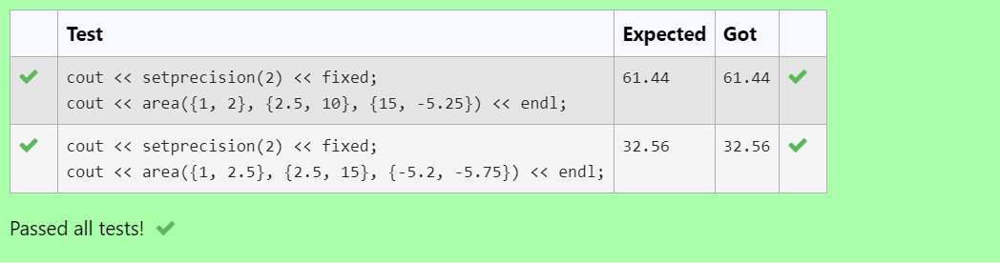 Test Expected Got
cout << setprecision(2) << fixed; 61.44 61.44
cout << area({1, 2}, {2.5, 10}, {15, -5.25}) << endl;
cout << setprecision(2) << fixed; 32.56 32.56
cout << area({1, 2.5}, {2.5, 15}, {-5.2, -5.75}) << endl;
Passed all tests!